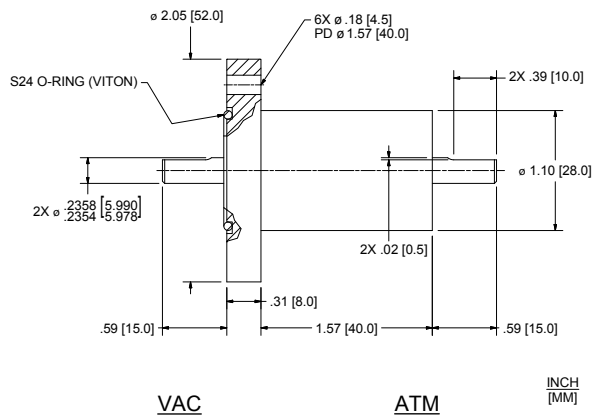 ø 2.05 [52.0]
6X ø .18 [4.5]
PD ø 1.57 [40.0]
S24 O-RING (VITON)
2X .39 [10.0]
ø 1.10 [28.0]
2X ø .2358 [5.990]
.2354 5.978
2X .02 [0.5]
.31 [8.0]
.59 [15.0]
1.57 [40.0]
.59 [15.0]
VAC
ATM
INCH
[MM]